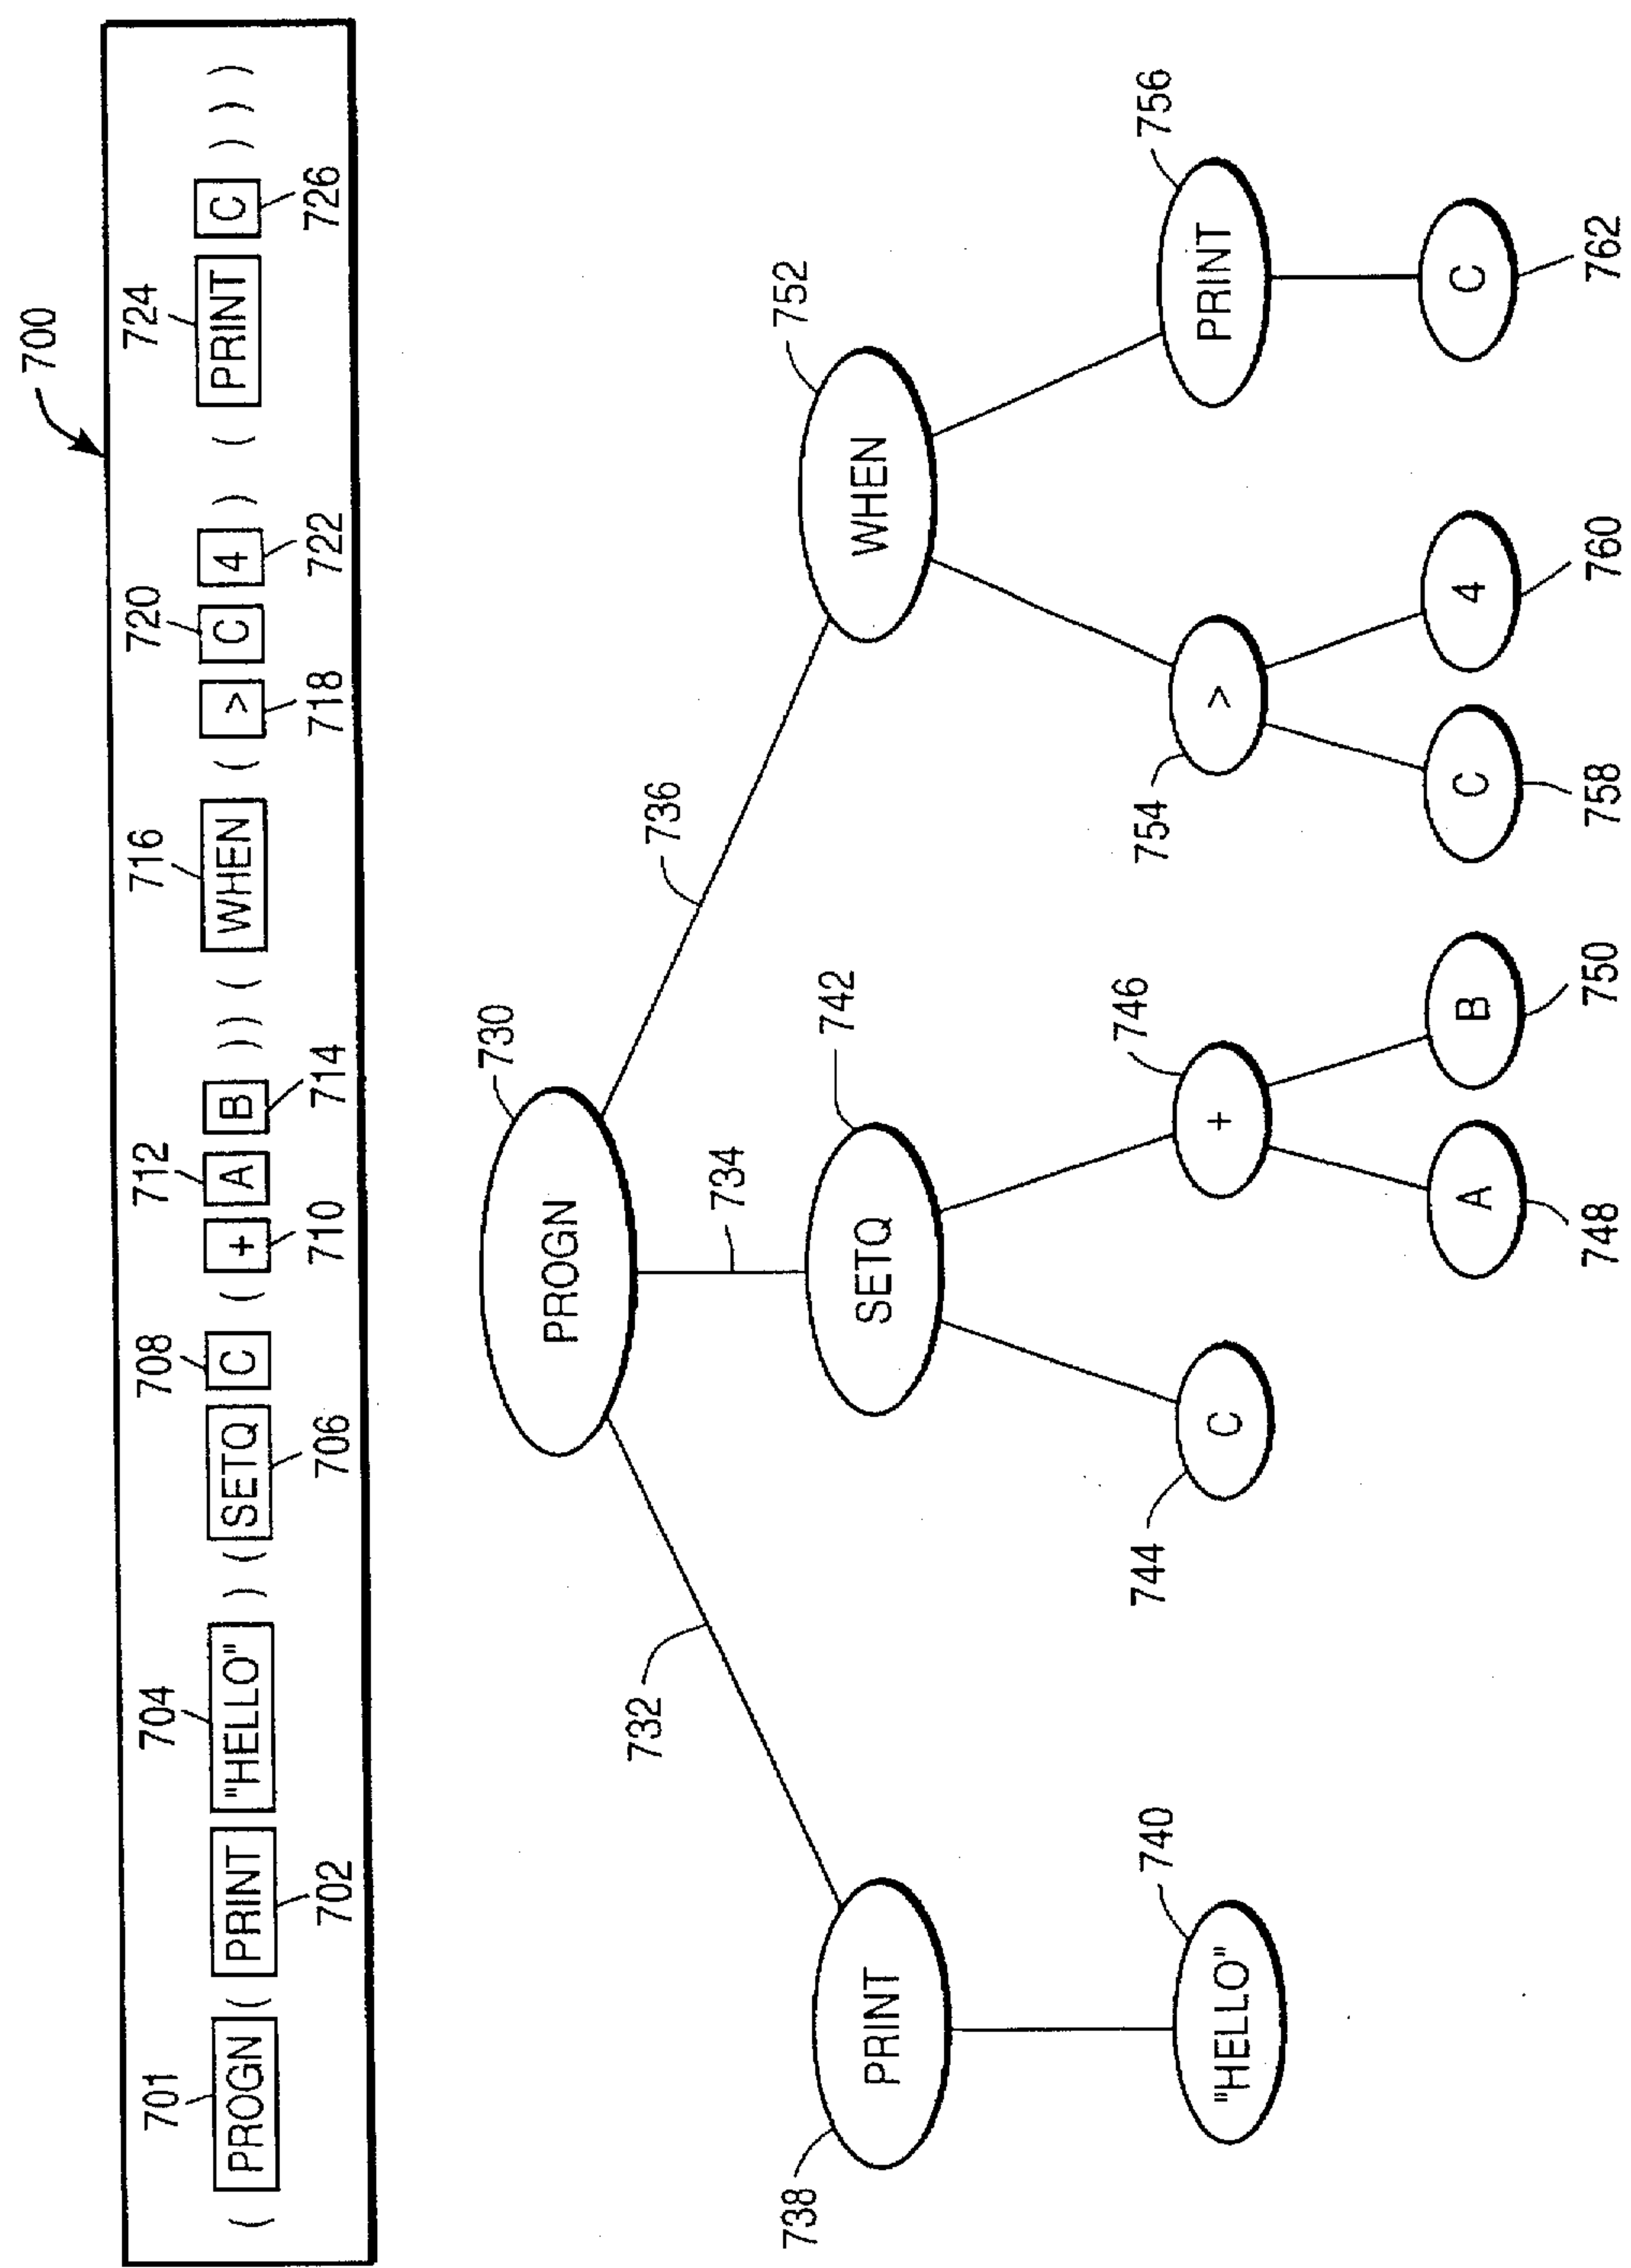 700
701 704 708 712 716 720 724
( PROGN ( PRINT "HELLO" ) ( SETQ C ( + A B ) ) ( WHEN ( > C 4 ) ( PRINT C ) ) )
702 706 710 714 718 722 726
730
PROGN
732 734 736
738 PRINT
742 SETQ
752 WHEN
740 "HELLO"
744 C
746 +
754 >
756 PRINT
A B C 4 C
748 750 758 760 762